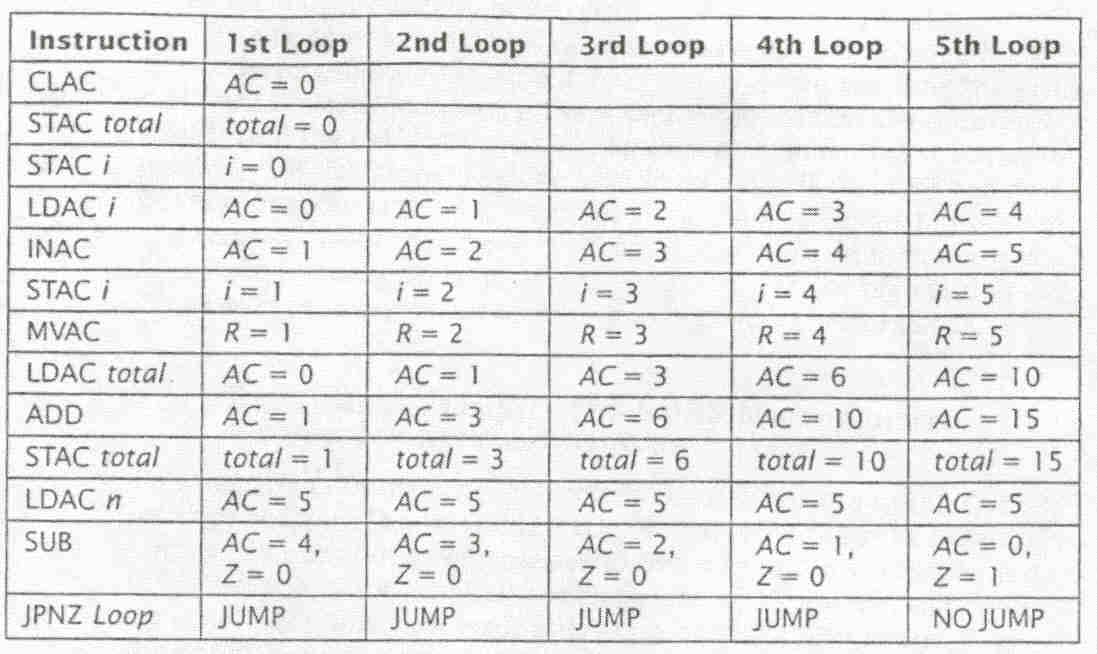 Instruction 1st Loop 2nd Loop 3rd Loop 4th Loop 5th Loop
CLAC AC = 0
STAC total total = 0
STAC i i = 0
LDAC i AC = 0 AC = 1 AC = 2 AC = 3 AC = 4
INAC AC = 1 AC = 2 AC = 3 AC = 4 AC = 5
STAC i i = 1 i = 2 i = 3 i = 4 i = 5
MVAC R = 1 R = 2 R = 3 R = 4 R = 5
LDAC total AC = 0 AC = 1 AC = 3 AC = 6 AC = 10
ADD AC = 1 AC = 3 AC = 6 AC = 10 AC = 15
STAC total total = 1 total = 3 total = 6 total = 10 total = 15
LDAC n AC = 5 AC = 5 AC = 5 AC = 5 AC = 5
SUB AC = 4, AC = 3, AC = 2, AC = 1, AC = 0,
Z = 0 Z = 0 Z = 0 Z = 0 Z = 1
JPNZ Loop JUMP JUMP JUMP JUMP NO JUMP